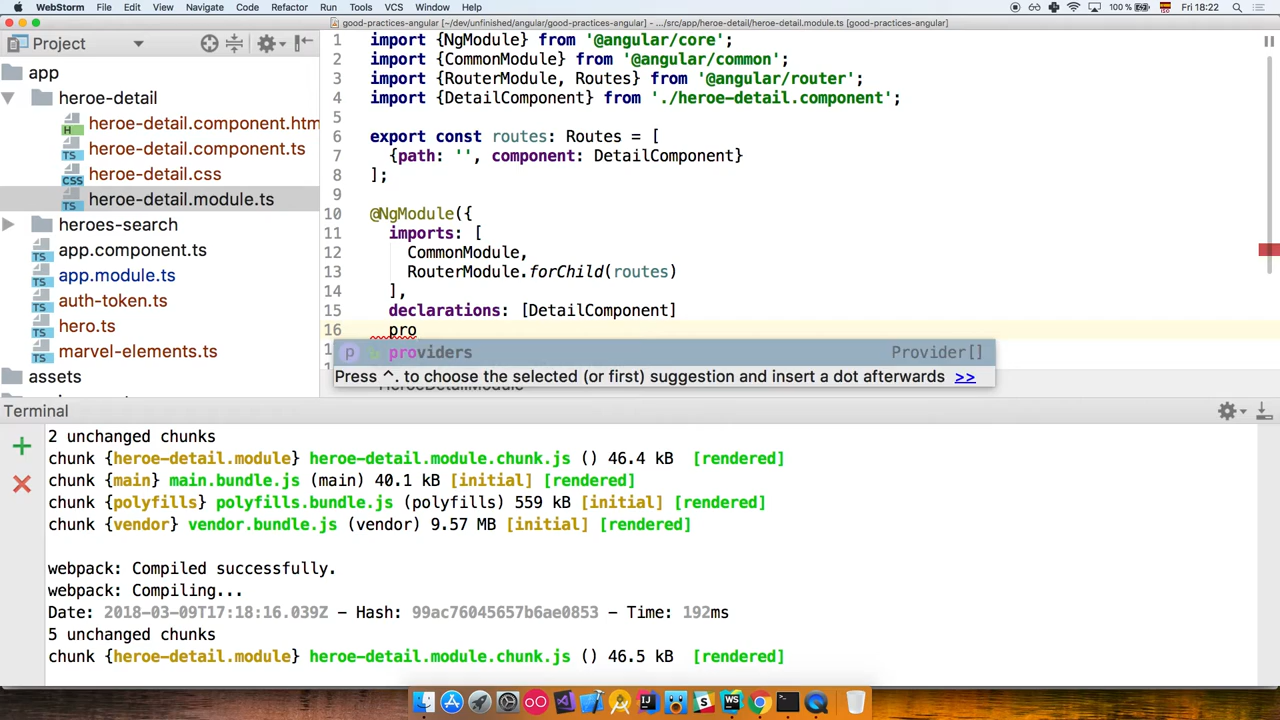 WebStorm File Edit View Navigate Code Refactor Run Tools VCS Window Help 100 % Fri 18:22
good-practices-angular [~/dev/unfinished/angular/good-practices-angular] - .../src/app/heroe-detail/heroe-detail.module.ts [good-practices-angular]
Project
app
heroe-detail
heroe-detail.component.htm
heroe-detail.component.ts
heroe-detail.css
heroe-detail.module.ts
heroes-search
app.component.ts
app.module.ts
auth-token.ts
hero.ts
marvel-elements.ts
assets
1 import {NgModule} from '@angular/core';
2 import {CommonModule} from '@angular/common';
3 import {RouterModule, Routes} from '@angular/router';
4 import {DetailComponent} from './heroe-detail.component';
5
6 export const routes: Routes = [
7 {path: '', component: DetailComponent}
8 ];
9
10 @NgModule({
11 imports: [
12 CommonModule,
13 RouterModule.forChild(routes)
14 ],
15 declarations: [DetailComponent]
16 pro
providers Provider[]
Press ^. to choose the selected (or first) suggestion and insert a dot afterwards >>
HeroeDetailModule
Terminal
2 unchanged chunks
chunk {heroe-detail.module} heroe-detail.module.chunk.js () 46.4 kB [rendered]
chunk {main} main.bundle.js (main) 40.1 kB [initial] [rendered]
chunk {polyfills} polyfills.bundle.js (polyfills) 559 kB [initial] [rendered]
chunk {vendor} vendor.bundle.js (vendor) 9.57 MB [initial] [rendered]
webpack: Compiled successfully.
webpack: Compiling...
Date: 2018-03-09T17:18:16.039Z - Hash: 99ac76045657b6ae0853 - Time: 192ms
5 unchanged chunks
chunk {heroe-detail.module} heroe-detail.module.chunk.js () 46.5 kB [rendered]